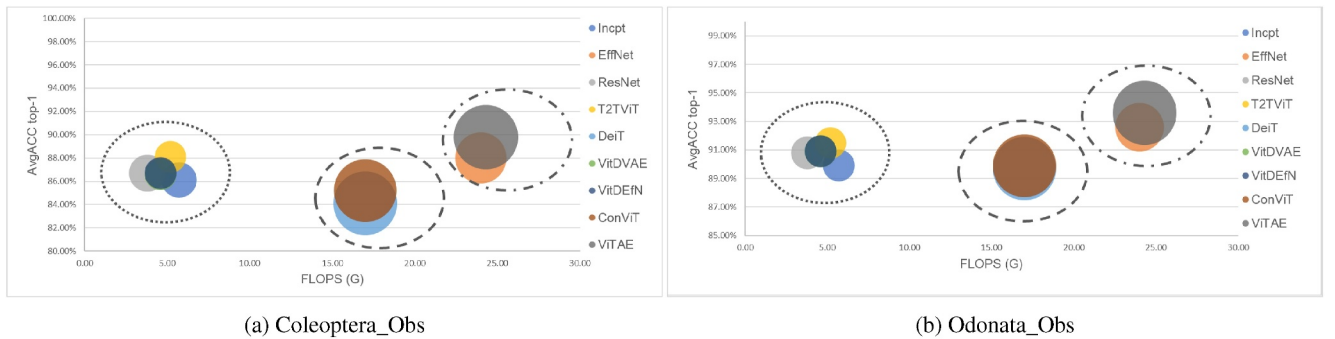 100.00%
98.00%
96.00%
94.00%
92.00%
90.00%
88.00%
86.00%
84.00%
82.00%
80.00%
AvgACC top-1
0.00 5.00 10.00 15.00 20.00 25.00 30.00
FLOPS (G)
Incpt
EffNet
ResNet
T2TViT
DeiT
VitDVAE
VitDEfN
ConViT
ViTAE
(a) Coleoptera_Obs
99.00%
97.00%
95.00%
93.00%
91.00%
89.00%
87.00%
85.00%
AvgACC top-1
0.00 5.00 10.00 15.00 20.00 25.00 30.00
FLOPS (G)
Incpt
EffNet
ResNet
T2TViT
DeiT
VitDVAE
VitDEfN
ConViT
ViTAE
(b) Odonata_Obs